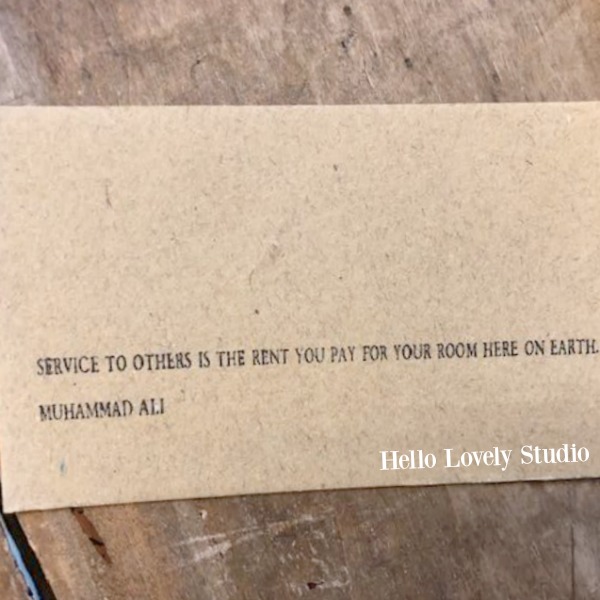 SERVICE TO OTHERS IS THE RENT YOU PAY FOR YOUR ROOM HERE ON EARTH.
MUHAMMAD ALI
Hello Lovely Studio